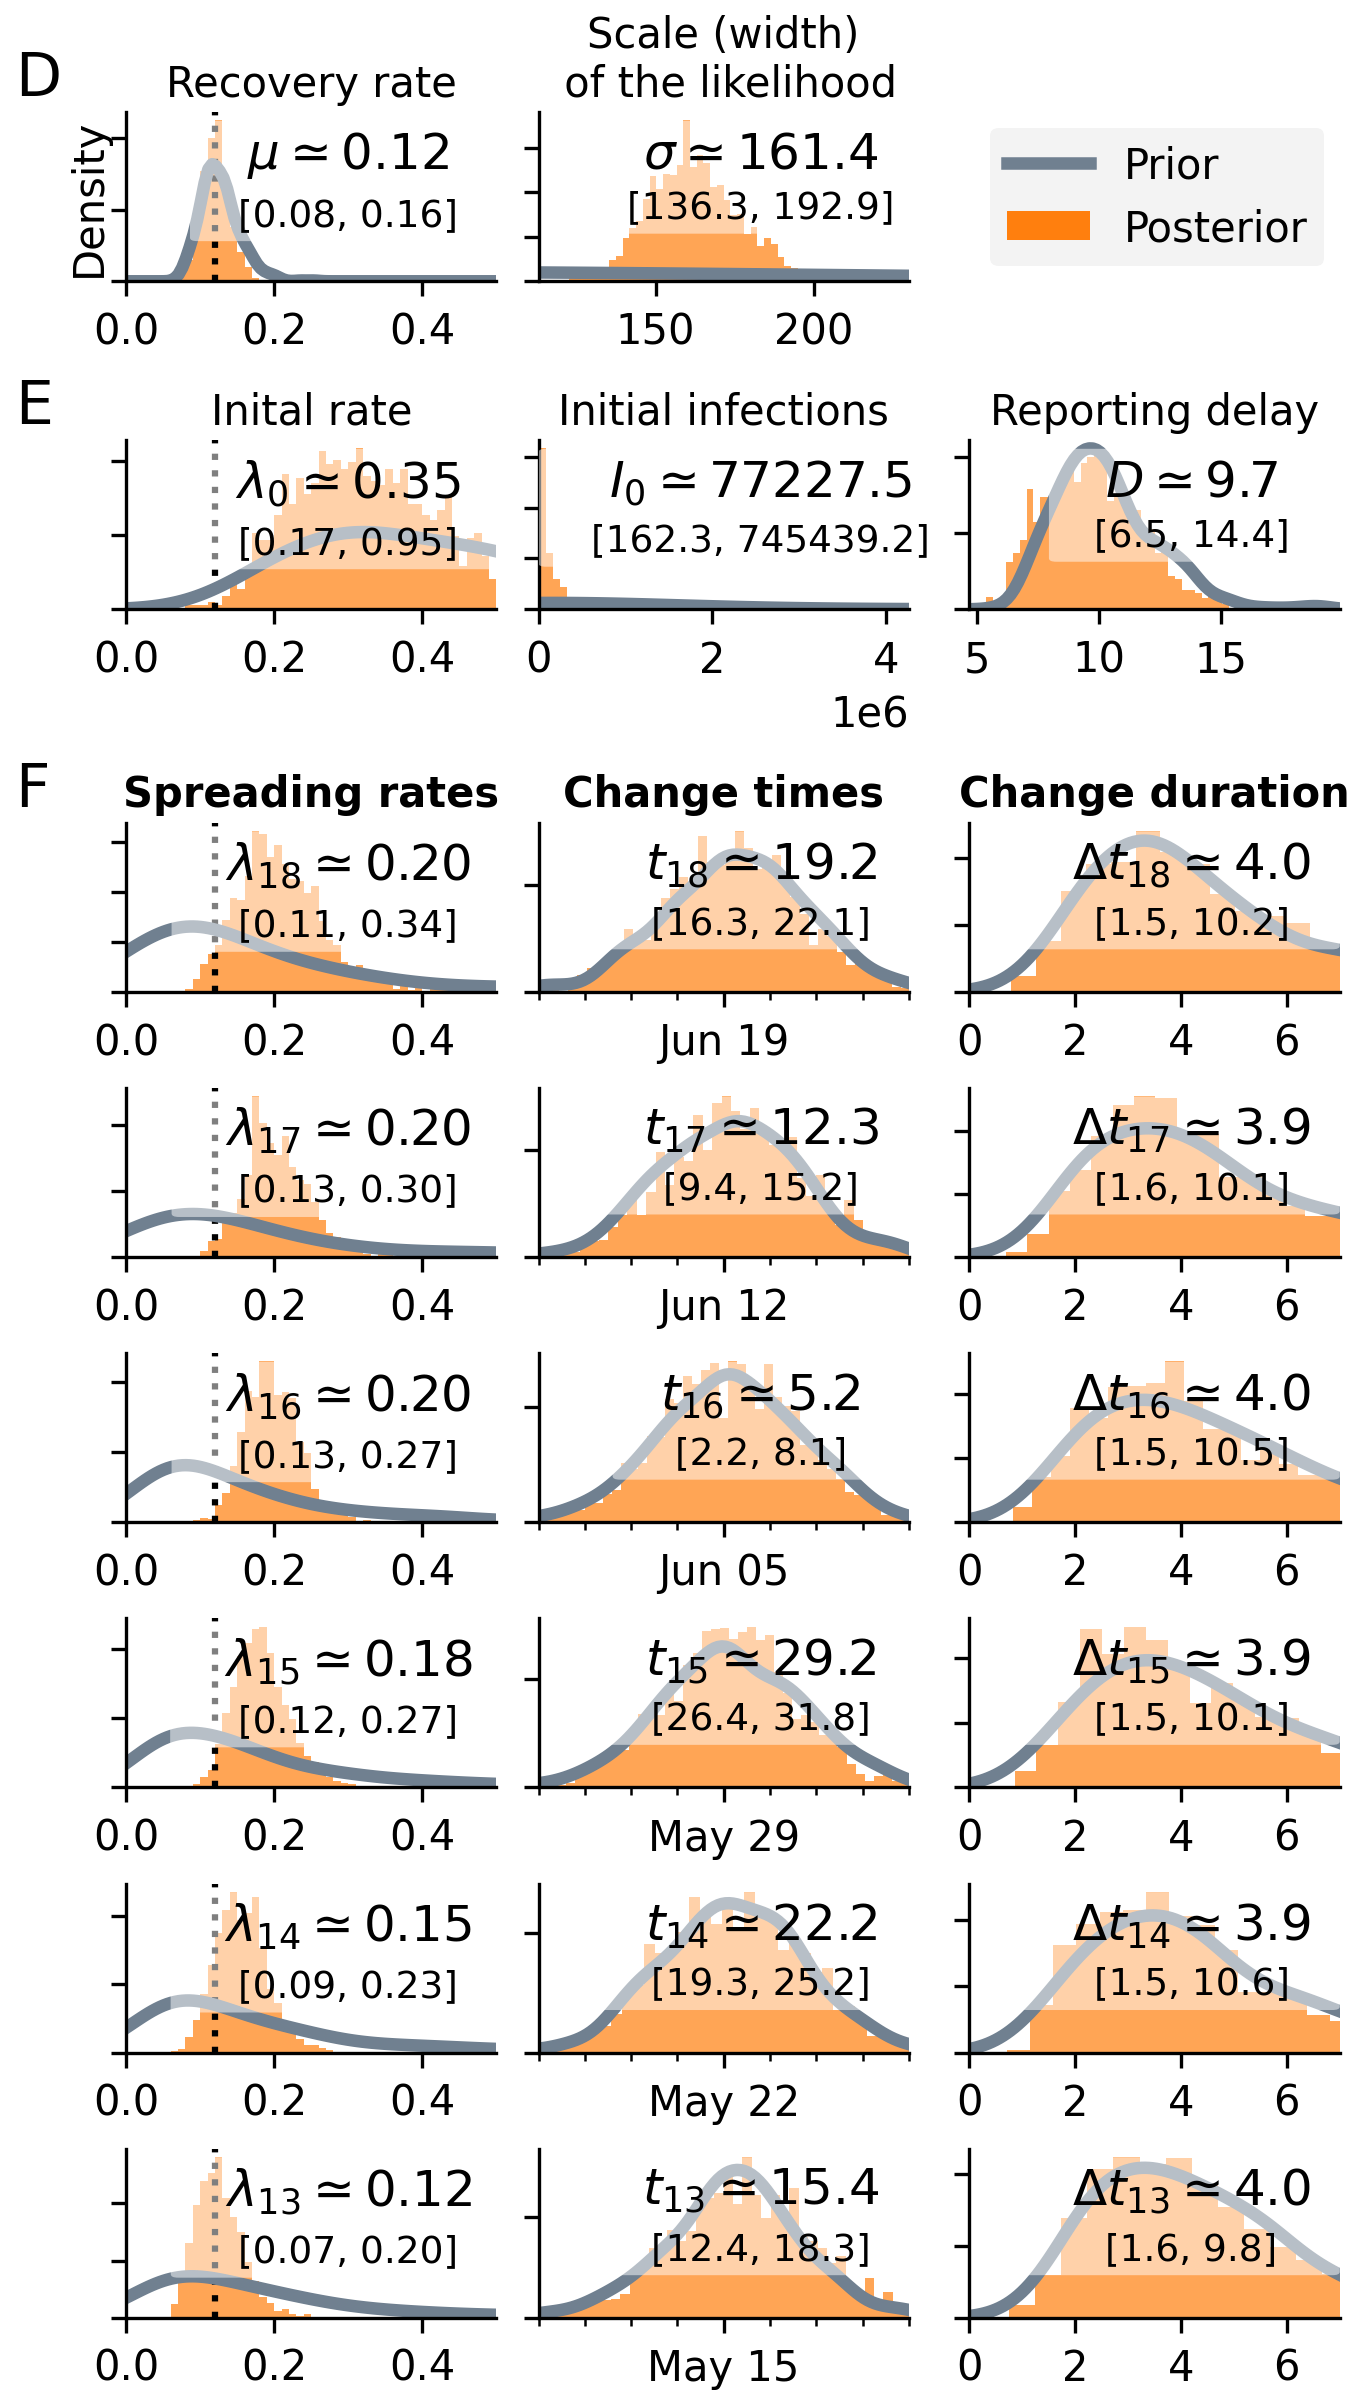 D
Recovery rate
Scale (width)
of the likelihood
Density
μ ≃ 0.12
[0.08, 0.16]
0.0 0.2 0.4
σ ≃ 161.4
[136.3, 192.9]
150 200
Prior
Posterior
E
Inital rate
λ0 ≃ 0.35
[0.17, 0.95]
0.0 0.2 0.4
Initial infections
I0 ≃ 77227.5
[162.3, 745439.2]
0 2 4
1e6
Reporting delay
D ≃ 9.7
[6.5, 14.4]
5 10 15
F
Spreading rates
Change times
Change duration
λ18 ≃ 0.20
[0.11, 0.34]
0.0 0.2 0.4
t18 ≃ 19.2
[16.3, 22.1]
Jun 19
Δt18 ≃ 4.0
[1.5, 10.2]
0 2 4 6
λ17 ≃ 0.20
[0.13, 0.30]
0.0 0.2 0.4
t17 ≃ 12.3
[9.4, 15.2]
Jun 12
Δt17 ≃ 3.9
[1.6, 10.1]
0 2 4 6
λ16 ≃ 0.20
[0.13, 0.27]
0.0 0.2 0.4
t16 ≃ 5.2
[2.2, 8.1]
Jun 05
Δt16 ≃ 4.0
[1.5, 10.5]
0 2 4 6
λ15 ≃ 0.18
[0.12, 0.27]
0.0 0.2 0.4
t15 ≃ 29.2
[26.4, 31.8]
May 29
Δt15 ≃ 3.9
[1.5, 10.1]
0 2 4 6
λ14 ≃ 0.15
[0.09, 0.23]
0.0 0.2 0.4
t14 ≃ 22.2
[19.3, 25.2]
May 22
Δt14 ≃ 3.9
[1.5, 10.6]
0 2 4 6
λ13 ≃ 0.12
[0.07, 0.20]
0.0 0.2 0.4
t13 ≃ 15.4
[12.4, 18.3]
May 15
Δt13 ≃ 4.0
[1.6, 9.8]
0 2 4 6